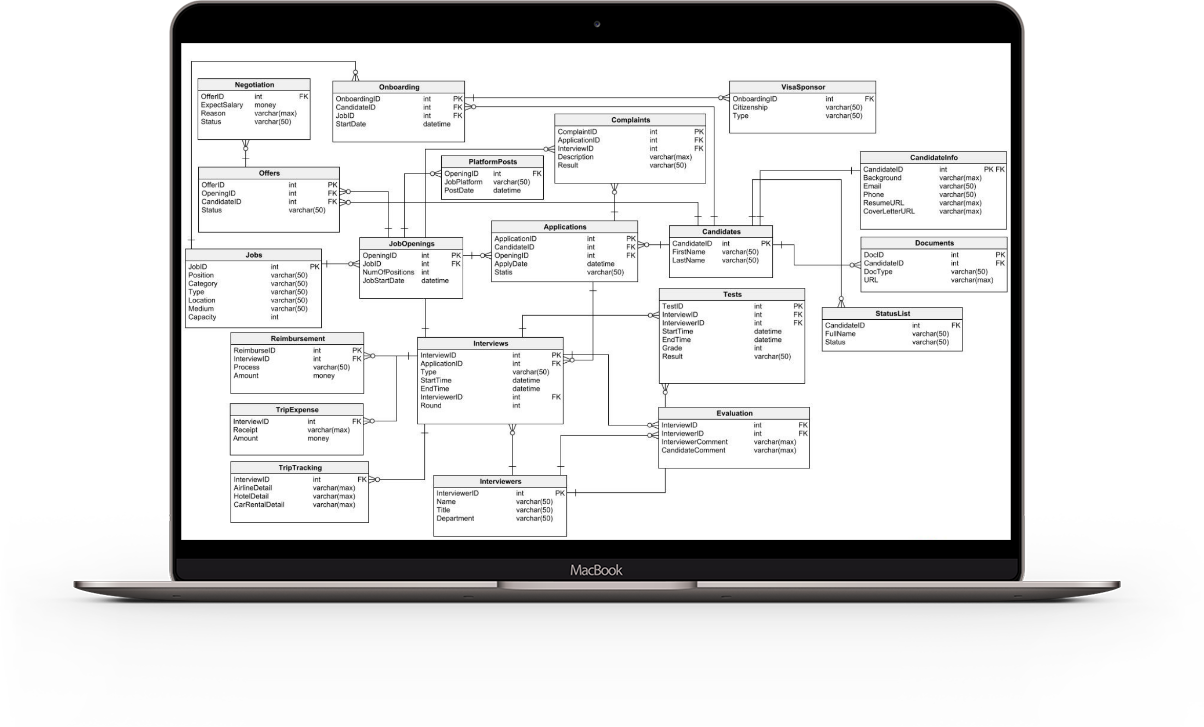 Negotiation
OfferID int FK
ExpectSalary money
Reason varchar(max)
Status varchar(50)
Onboarding
OnboardingID int PK
CandidateID int FK
JobID int FK
StartDate datetime
VisaSponsor
OnboardingID int FK
Citizenship varchar(50)
Type varchar(50)
Complaints
ComplaintID int PK
ApplicationID int FK
InterviewID int FK
Description varchar(max)
Result varchar(50)
PlatformPosts
OpeningID int FK
JobPlatform varchar(50)
PostDate datetime
CandidateInfo
CandidateID int PK FK
Background varchar(max)
Email varchar(50)
Phone varchar(50)
ResumeURL varchar(max)
CoverLetterURL varchar(max)
Offers
OfferID int PK
OpeningID int FK
CandidateID int FK
Status varchar(50)
Applications
ApplicationID int PK
CandidateID int FK
OpeningID int FK
ApplyDate datetime
Statis varchar(50)
Candidates
CandidateID int PK
FirstName varchar(50)
LastName varchar(50)
JobOpenings
OpeningID int PK
JobID int FK
NumOfPositions int
JobStartDate datetime
Documents
DocID int PK
CandidateID int FK
DocType varchar(50)
URL varchar(max)
Jobs
JobID int PK
Position varchar(50)
Category varchar(50)
Type varchar(50)
Location varchar(50)
Medium varchar(50)
Capacity int
Tests
TestID int PK
InterviewID int FK
InterviewerID int FK
StartTime datetime
EndTime datetime
Grade int
Result varchar(50)
StatusList
CandidateID int FK
FullName varchar(50)
Status varchar(50)
Reimbursement
ReimburseID int PK
InterviewID int FK
Process varchar(50)
Amount money
Interviews
InterviewID int PK
ApplicationID int FK
Type varchar(50)
StartTime datetime
EndTime datetime
InterviewerID int FK
Round int
TripExpense
InterviewID int FK
Receipt varchar(max)
Amount money
Evaluation
InterviewID int FK
InterviewerID int FK
InterviewerComment varchar(max)
CandidateComment varchar(max)
TripTracking
InterviewID int FK
AirlineDetail varchar(max)
HotelDetail varchar(max)
CarRentalDetail varchar(max)
Interviewers
InterviewerID int PK
Name varchar(50)
Title varchar(50)
Department varchar(50)
MacBook